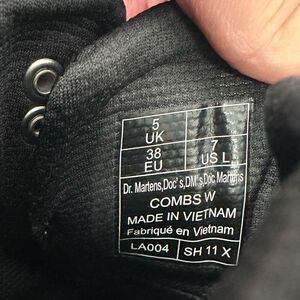 5 UK
38 EU
7 US L
Dr. Martens,Doc's,DM's,Doc Martens
COMBS W
MADE IN VIETNAM
Fabriqué en Vietnam
LA004 SH 11 X